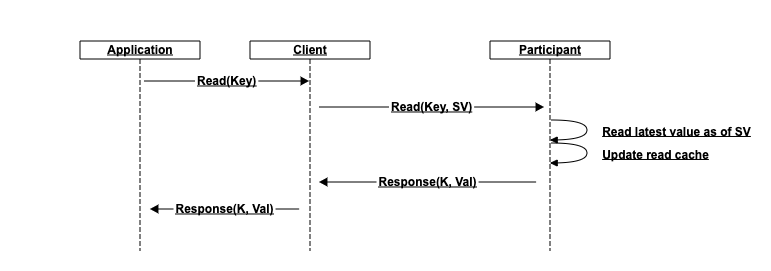 Application
Client
Participant
Read(Key)
Read(Key, SV)
Read latest value as of SV
Update read cache
Response(K, Val)
Response(K, Val)